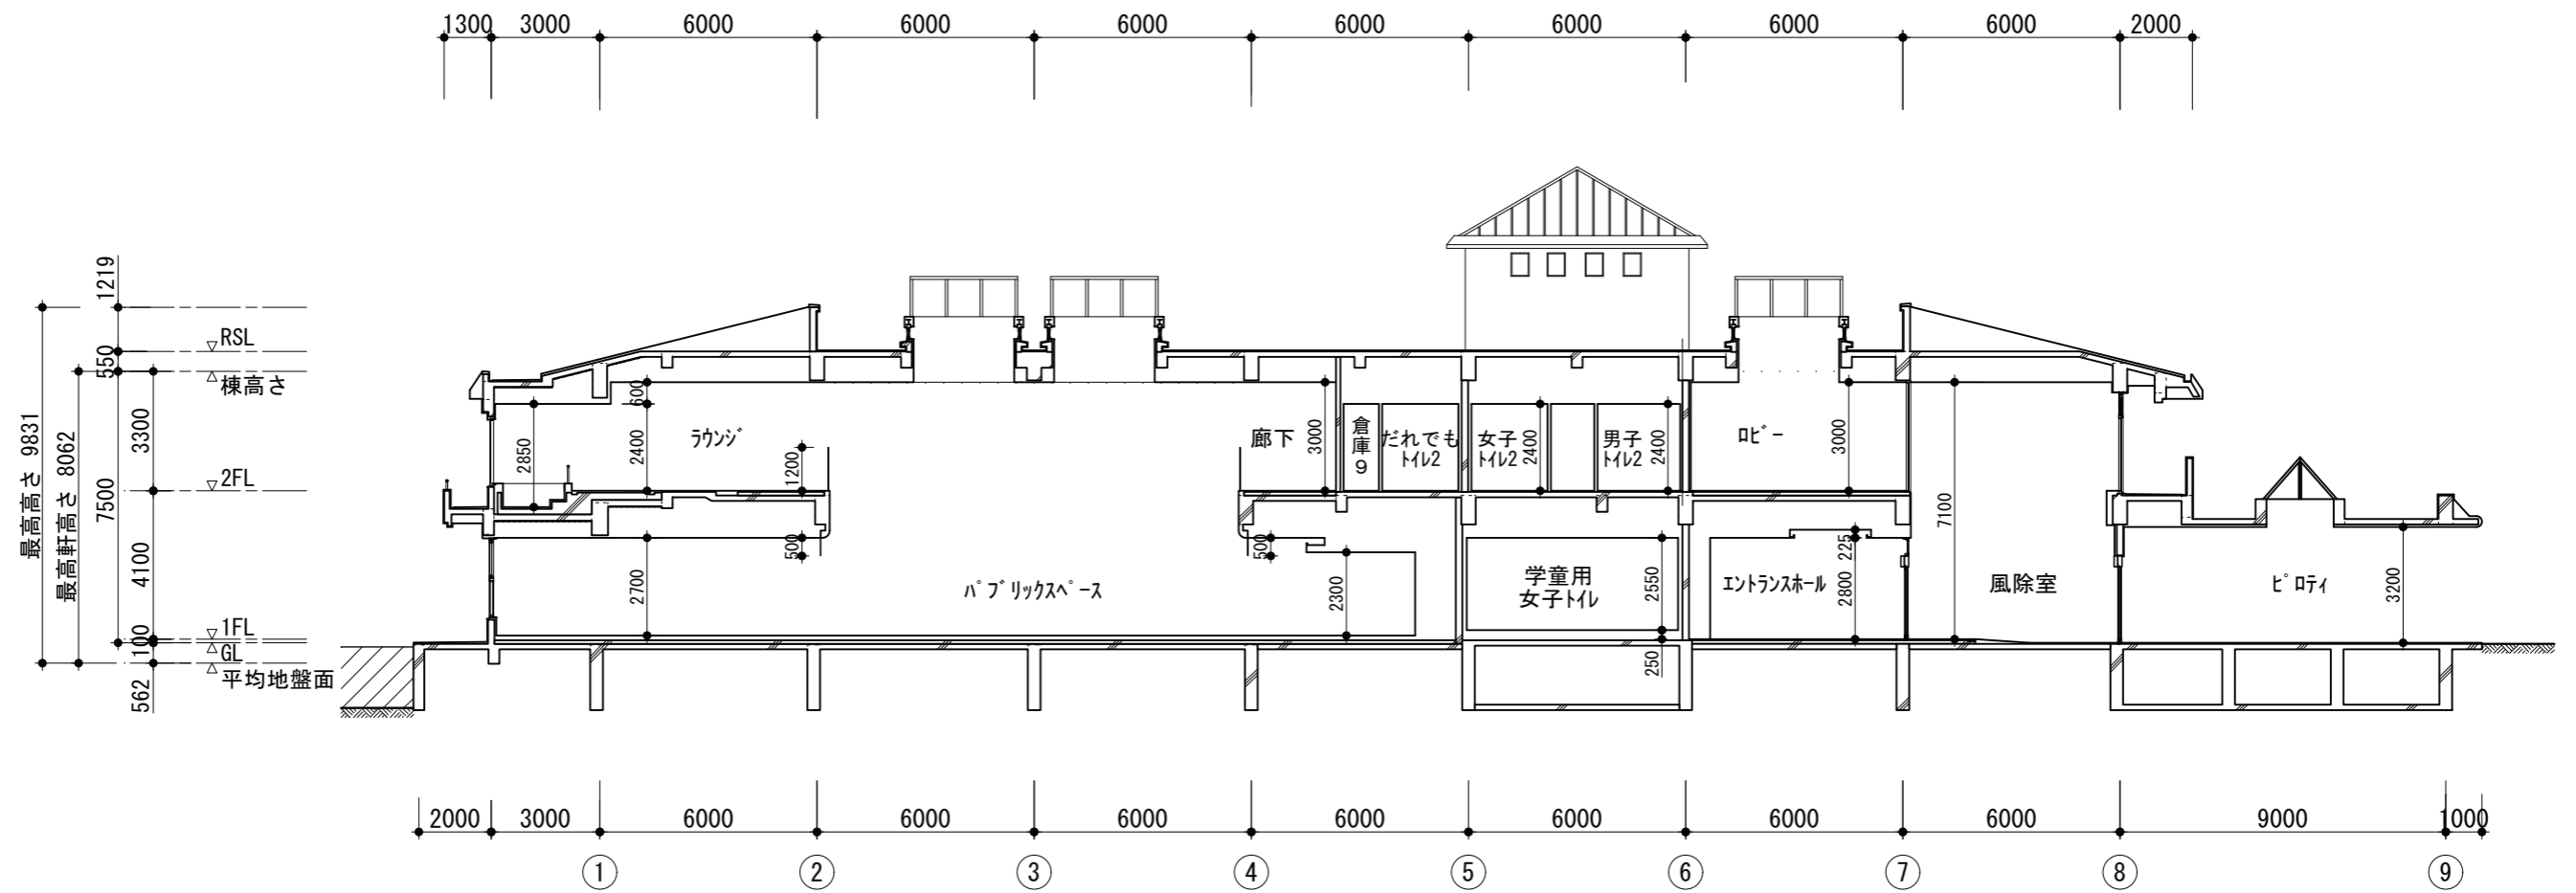 1300 3000 6000 6000 6000 6000 6000 6000 6000 2000
1219
RSL
550
棟高さ
最高高さ 9831
最高軒高さ 8062
7500
3300
2FL
4100
1FL
100
GL
平均地盤面
562
2850
600
2400
ラウンジ
1200
廊下
3000
倉庫9
だれでも
トイレ2
女子
トイレ2
2400
男子
トイレ2
2400
ロビー
3000
7100
500
2700
パブリックスペース
500
2300
学童用
女子トイレ
2550
250
エントランスホール
225
2800
風除室
ピロティ
3200
2000 3000 6000 6000 6000 6000 6000 6000 6000 9000 1000
① ② ③ ④ ⑤ ⑥ ⑦ ⑧ ⑨